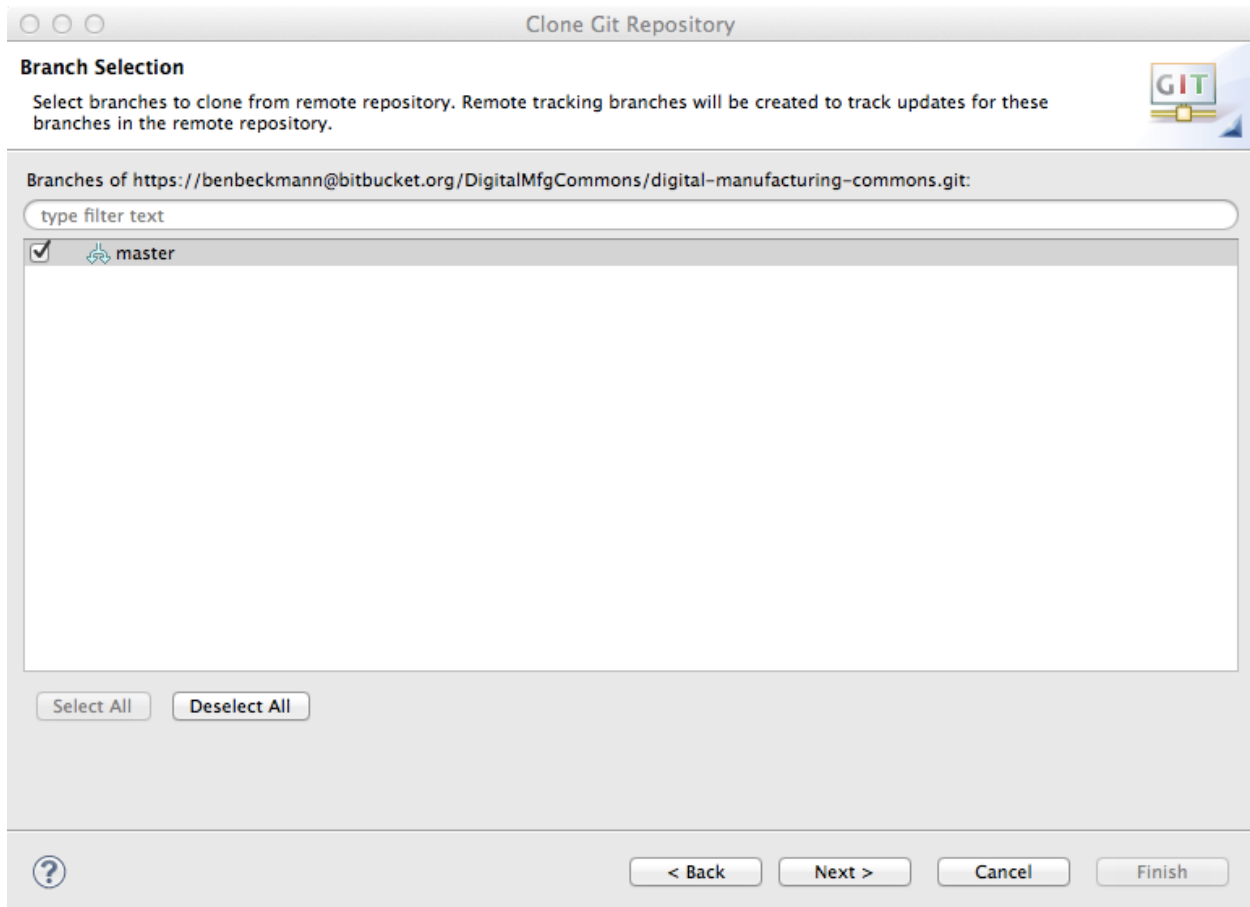 Clone Git Repository
Branch Selection
Select branches to clone from remote repository. Remote tracking branches will be created to track updates for these
branches in the remote repository.
GIT
Branches of https://benbeckmann@bitbucket.org/DigitalMfgCommons/digital-manufacturing-commons.git:
type filter text
master
Select All
Deselect All
?
< Back
Next >
Cancel
Finish